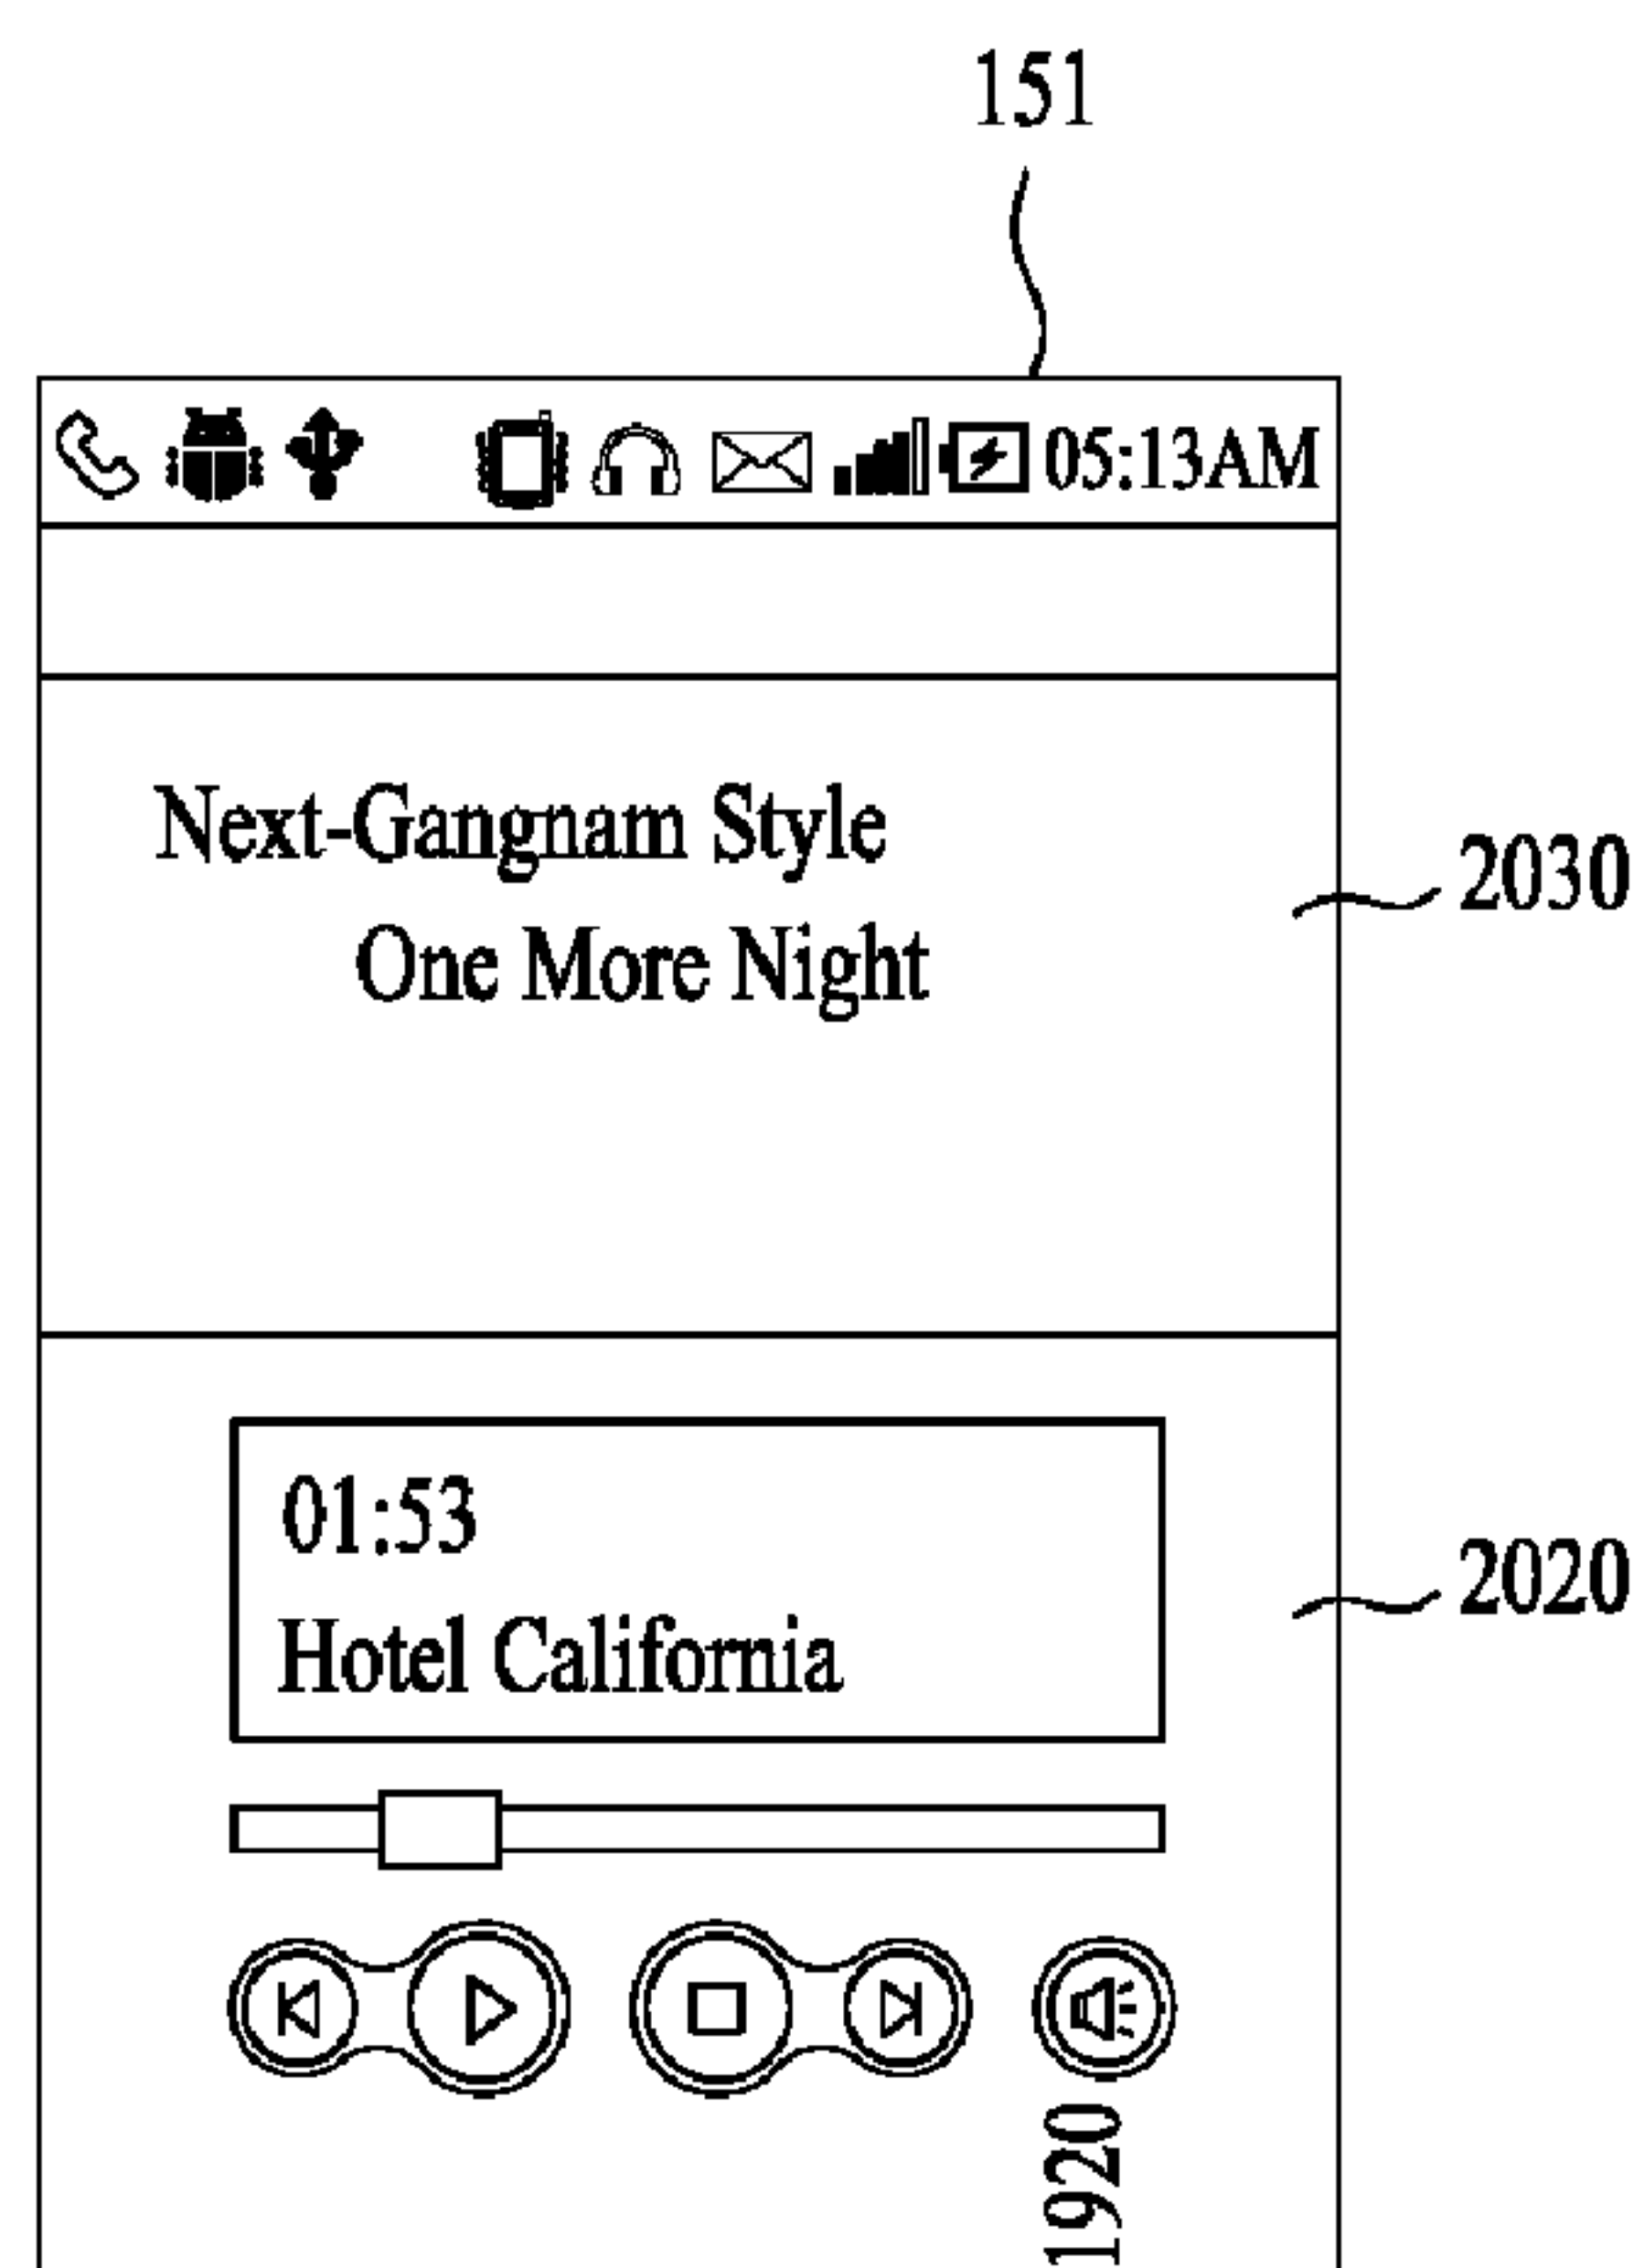 151
05:13AM
Next-Gangnam Style
One More Night
2030
01:53
Hotel California
2020
1920